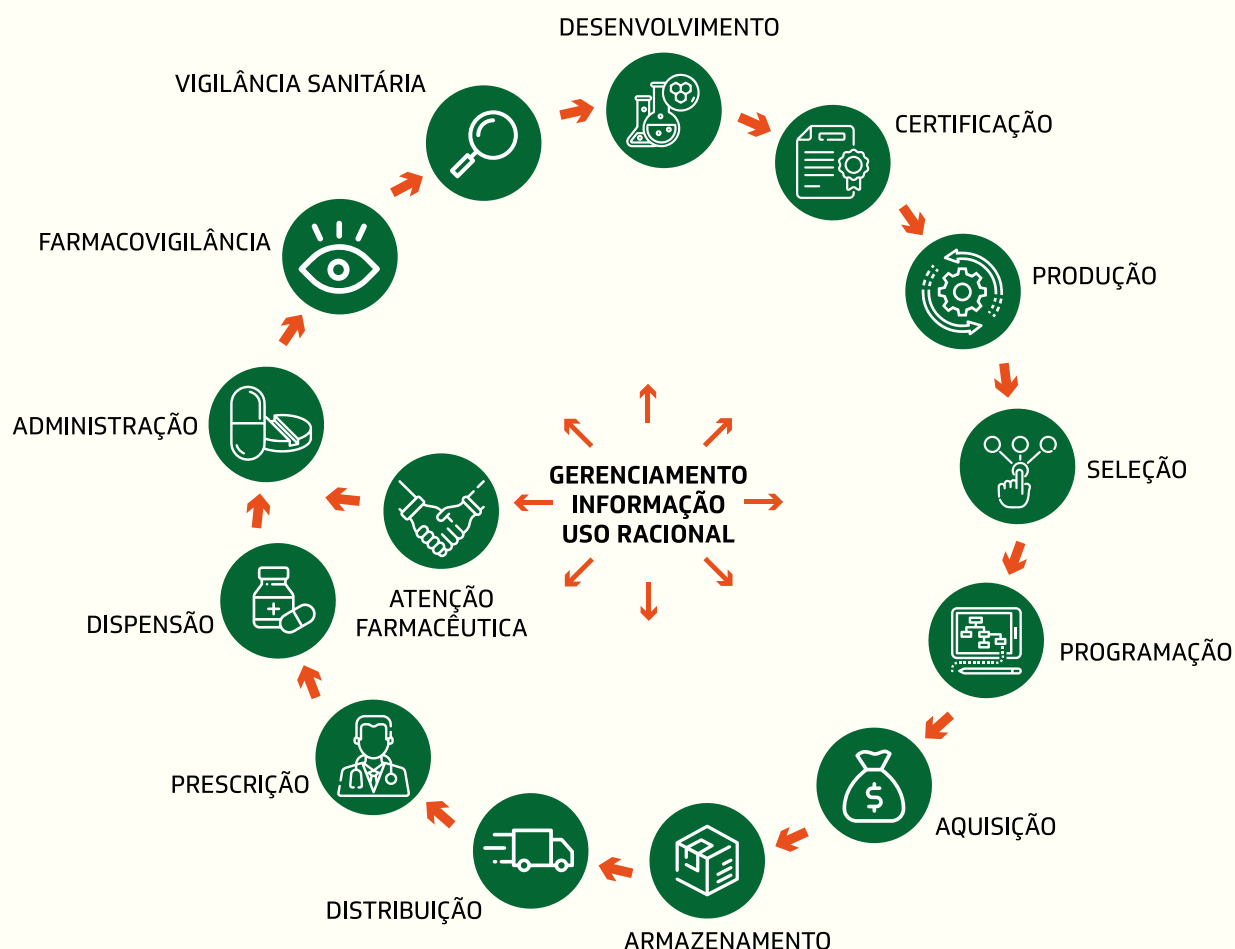 DESENVOLVIMENTO
CERTIFICAÇÃO
PRODUÇÃO
SELEÇÃO
PROGRAMAÇÃO
AQUISIÇÃO
$
ARMAZENAMENTO
DISTRIBUIÇÃO
PRESCRIÇÃO
DISPENSÃO
ADMINISTRAÇÃO
FARMACOVIGILÂNCIA
VIGILÂNCIA SANITÁRIA
ATENÇÃO
FARMACÊUTICA
GERENCIAMENTO
INFORMAÇÃO
USO RACIONAL